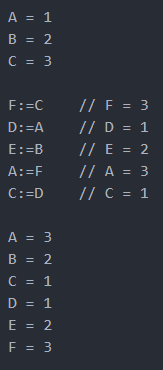 A = 1
B = 2
C = 3

F:=C    // F = 3
D:=A    // D = 1
E:=B    // E = 2
A:=F    // A = 3
C:=D    // C = 1

A = 3
B = 2
C = 1
D = 1
E = 2
F = 3